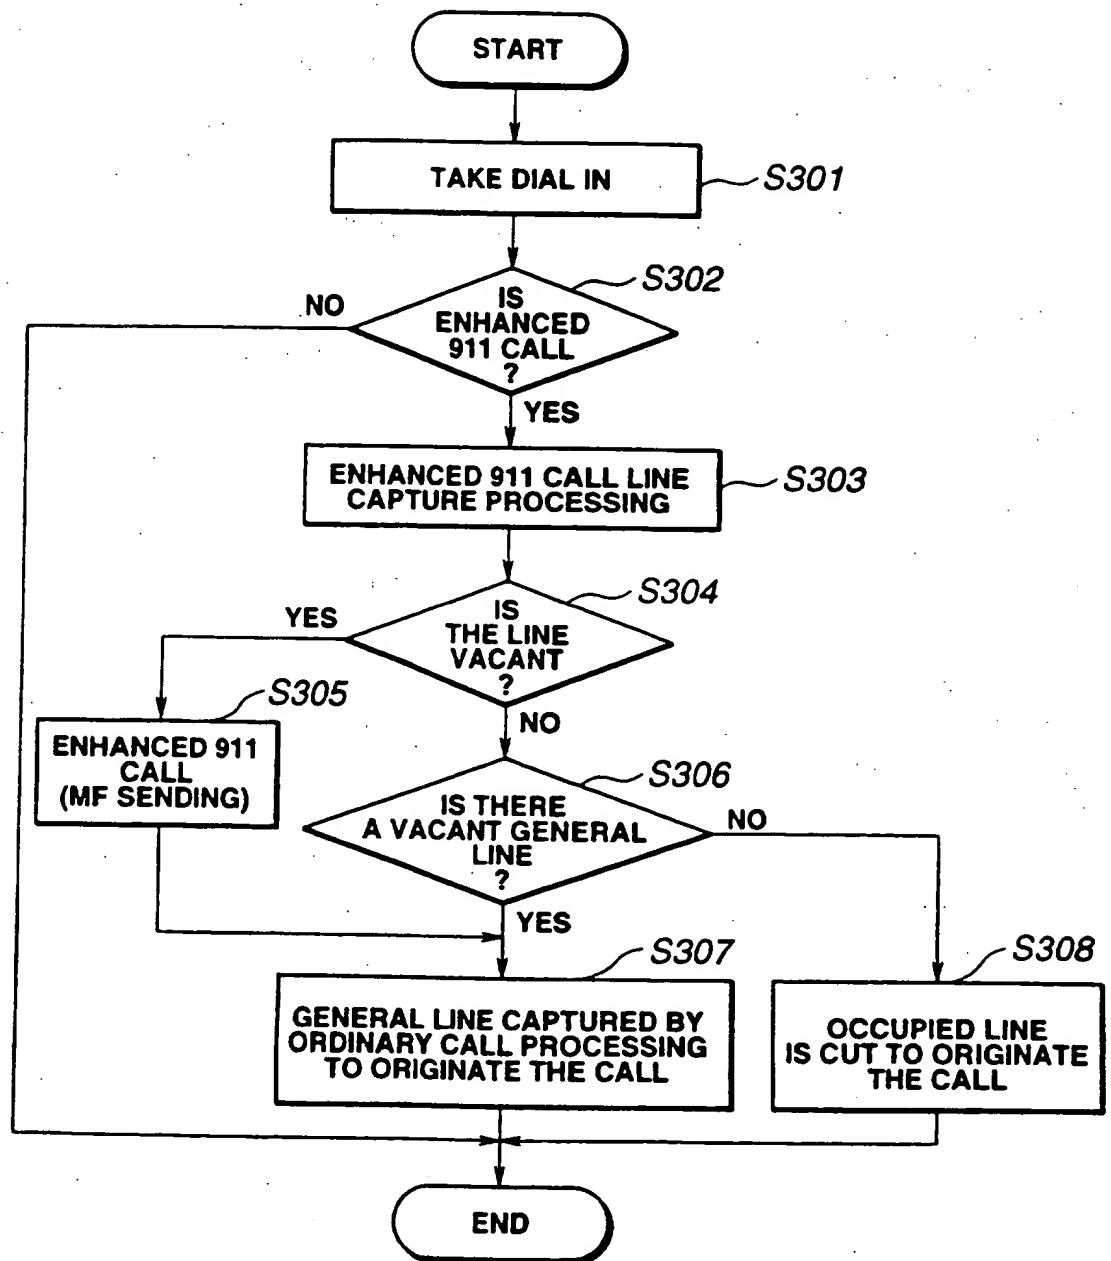 START
TAKE DIAL IN
S301
S302
NO
IS
ENHANCED
911 CALL
?
YES
ENHANCED 911 CALL LINE
CAPTURE PROCESSING
S303
S304
YES
IS
THE LINE
VACANT
?
S305
NO
ENHANCED 911
CALL
(MF SENDING)
S306
IS THERE
A VACANT GENERAL
LINE
?
NO
YES
S307
S308
GENERAL LINE CAPTURED BY
ORDINARY CALL PROCESSING
TO ORIGINATE THE CALL
OCCUPIED LINE
IS CUT TO ORIGINATE
THE CALL
END